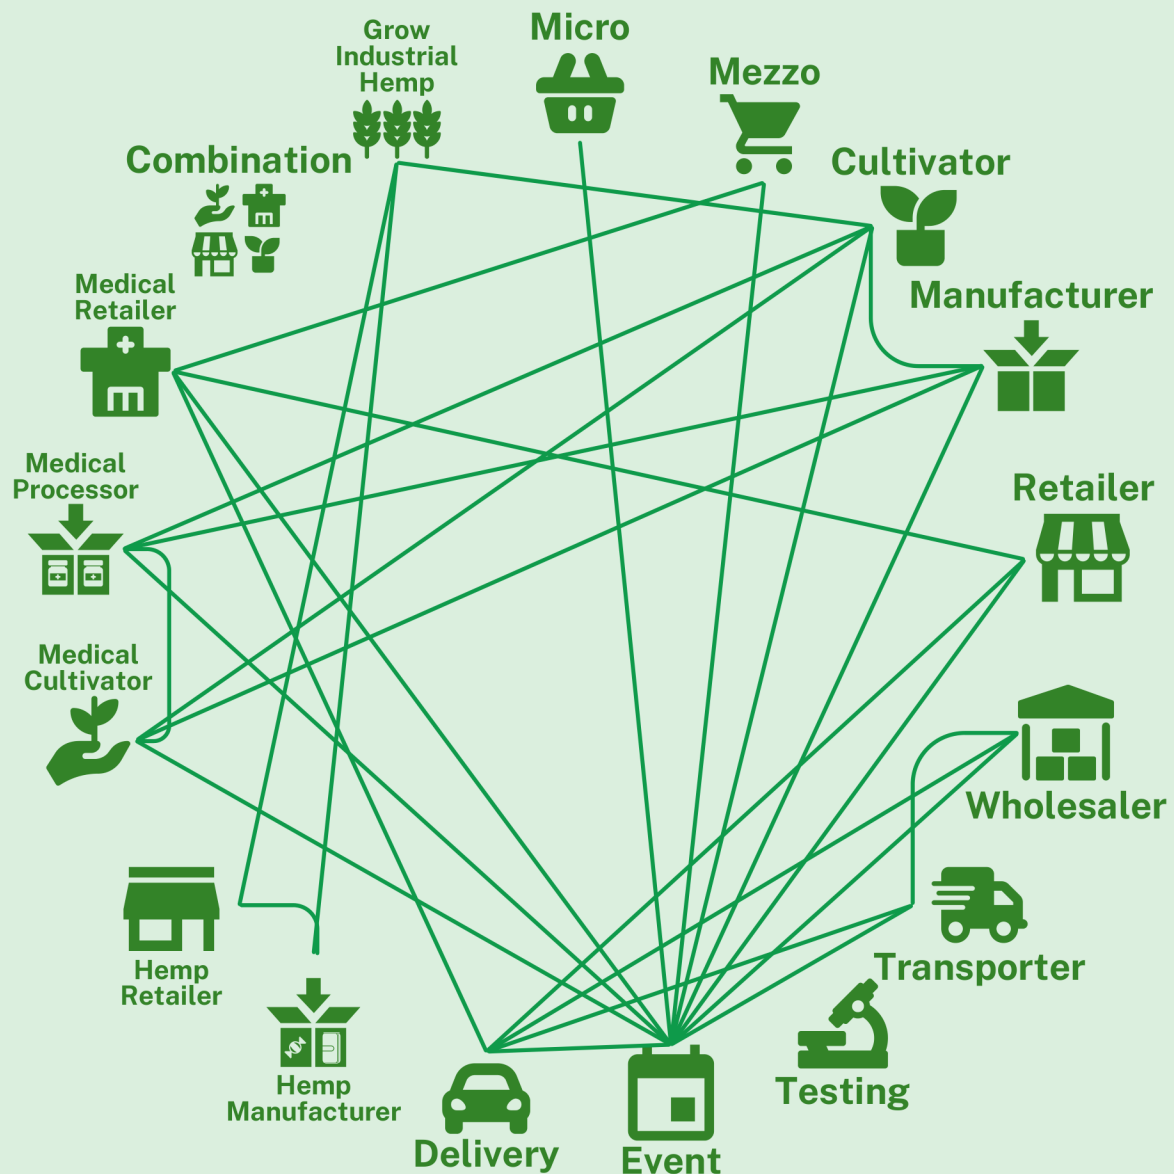 Micro
Grow
Industrial
Hemp
Mezzo
Combination
Cultivator
Medical
Retailer
Manufacturer
Medical
Processor
Retailer
Medical
Cultivator
Wholesaler
Hemp
Retailer
Transporter
Hemp
Manufacturer
Testing
Delivery
Event